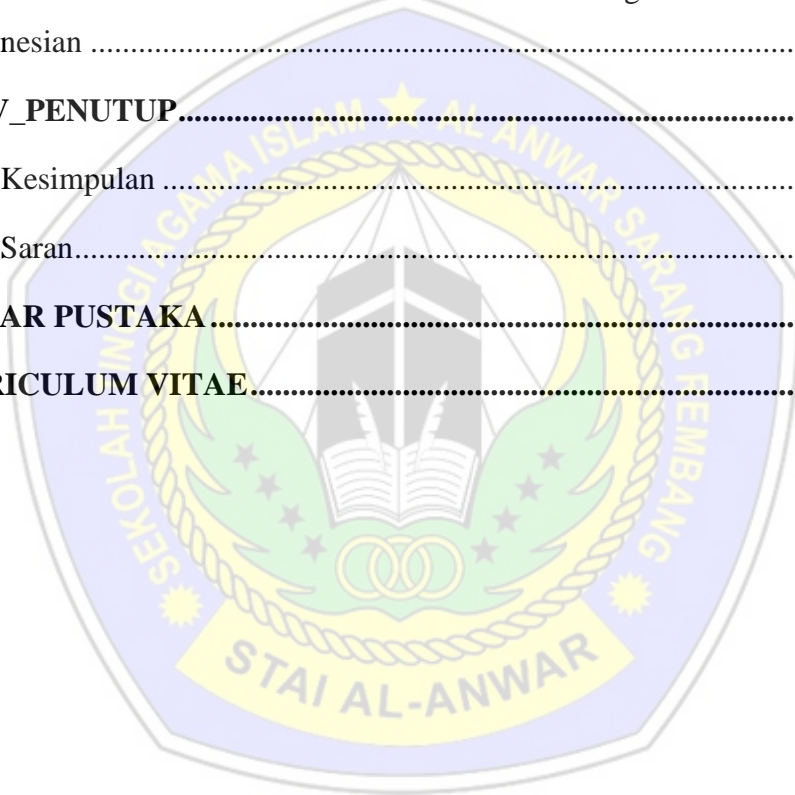 nesian ....................................................................................
V_PENUTUP.............................................................................
Kesimpulan ...............................................................................
Saran..........................................................................................
AR PUSTAKA .........................................................................
RICULUM VITAE....................................................................
SEKOLAH TINGGI AGAMA ISLAM ★ AL ANWAR SARANG REMBANG
STAI AL-ANWAR